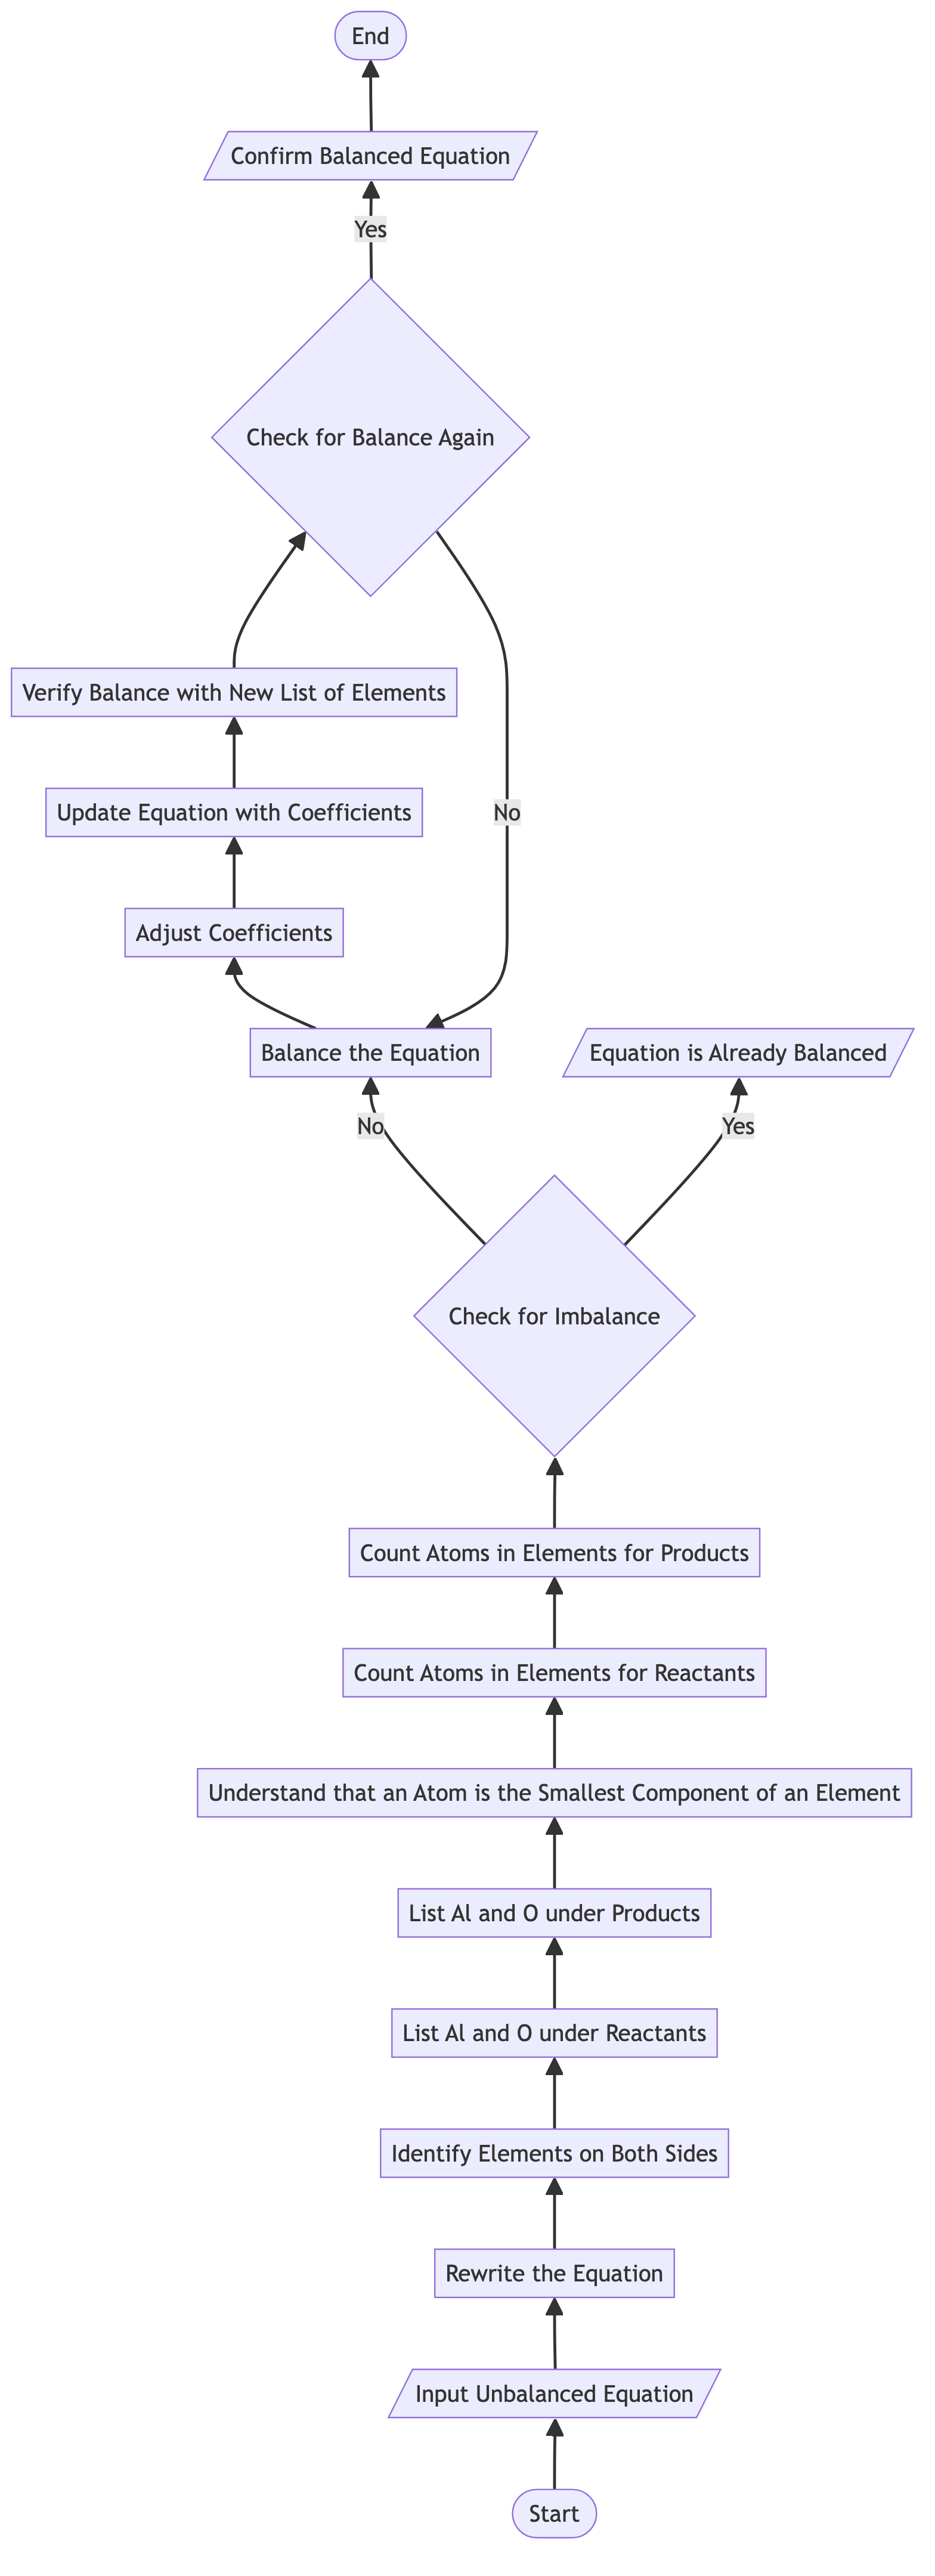 End
Confirm Balanced Equation
Yes
Check for Balance Again
Verify Balance with New List of Elements
Update Equation with Coefficients
No
Adjust Coefficients
Balance the Equation
Equation is Already Balanced
No
Yes
Check for Imbalance
Count Atoms in Elements for Products
Count Atoms in Elements for Reactants
Understand that an Atom is the Smallest Component of an Element
List Al and O under Products
List Al and O under Reactants
Identify Elements on Both Sides
Rewrite the Equation
Input Unbalanced Equation
Start